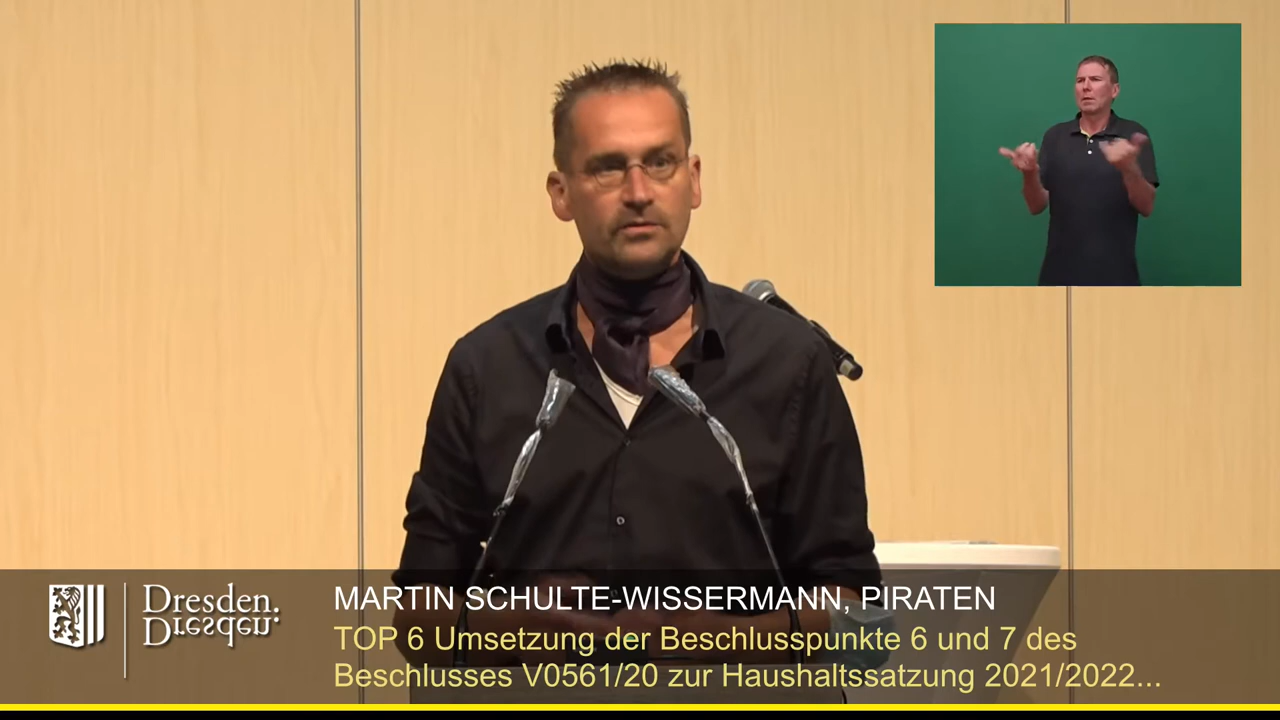 Dresden.
Dresden.
MARTIN SCHULTE-WISSERMANN, PIRATEN
TOP 6 Umsetzung der Beschlusspunkte 6 und 7 des
Beschlusses V0561/20 zur Haushaltssatzung 2021/2022...